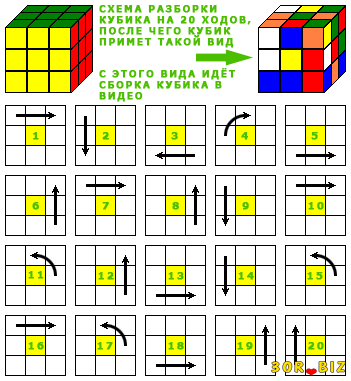 СХЕМА РАЗБОРКИ
КУБИКА НА 20 ХОДОВ,
ПОСЛЕ ЧЕГО КУБИК
ПРИМЕТ ТАКОЙ ВИД
С ЭТОГО ВИДА ИДЁТ
СБОРКА КУБИКА В
ВИДЕО
1 2 3 4 5
6 7 8 9 10
11 12 13 14 15
16 17 18 19 20
ЗОR.BIZ